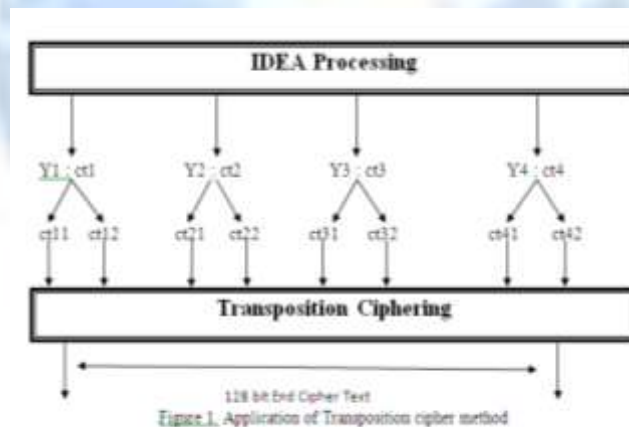 IDEA Processing
Y1 : ct1 Y2 : ct2 Y3 : ct3 Y4 : ct4
ct11 ct12 ct21 ct22 ct31 ct32 ct41 ct42
Transposition Ciphering
128 bit End Cipher Text
Figure 1. Application of Transposition cipher method